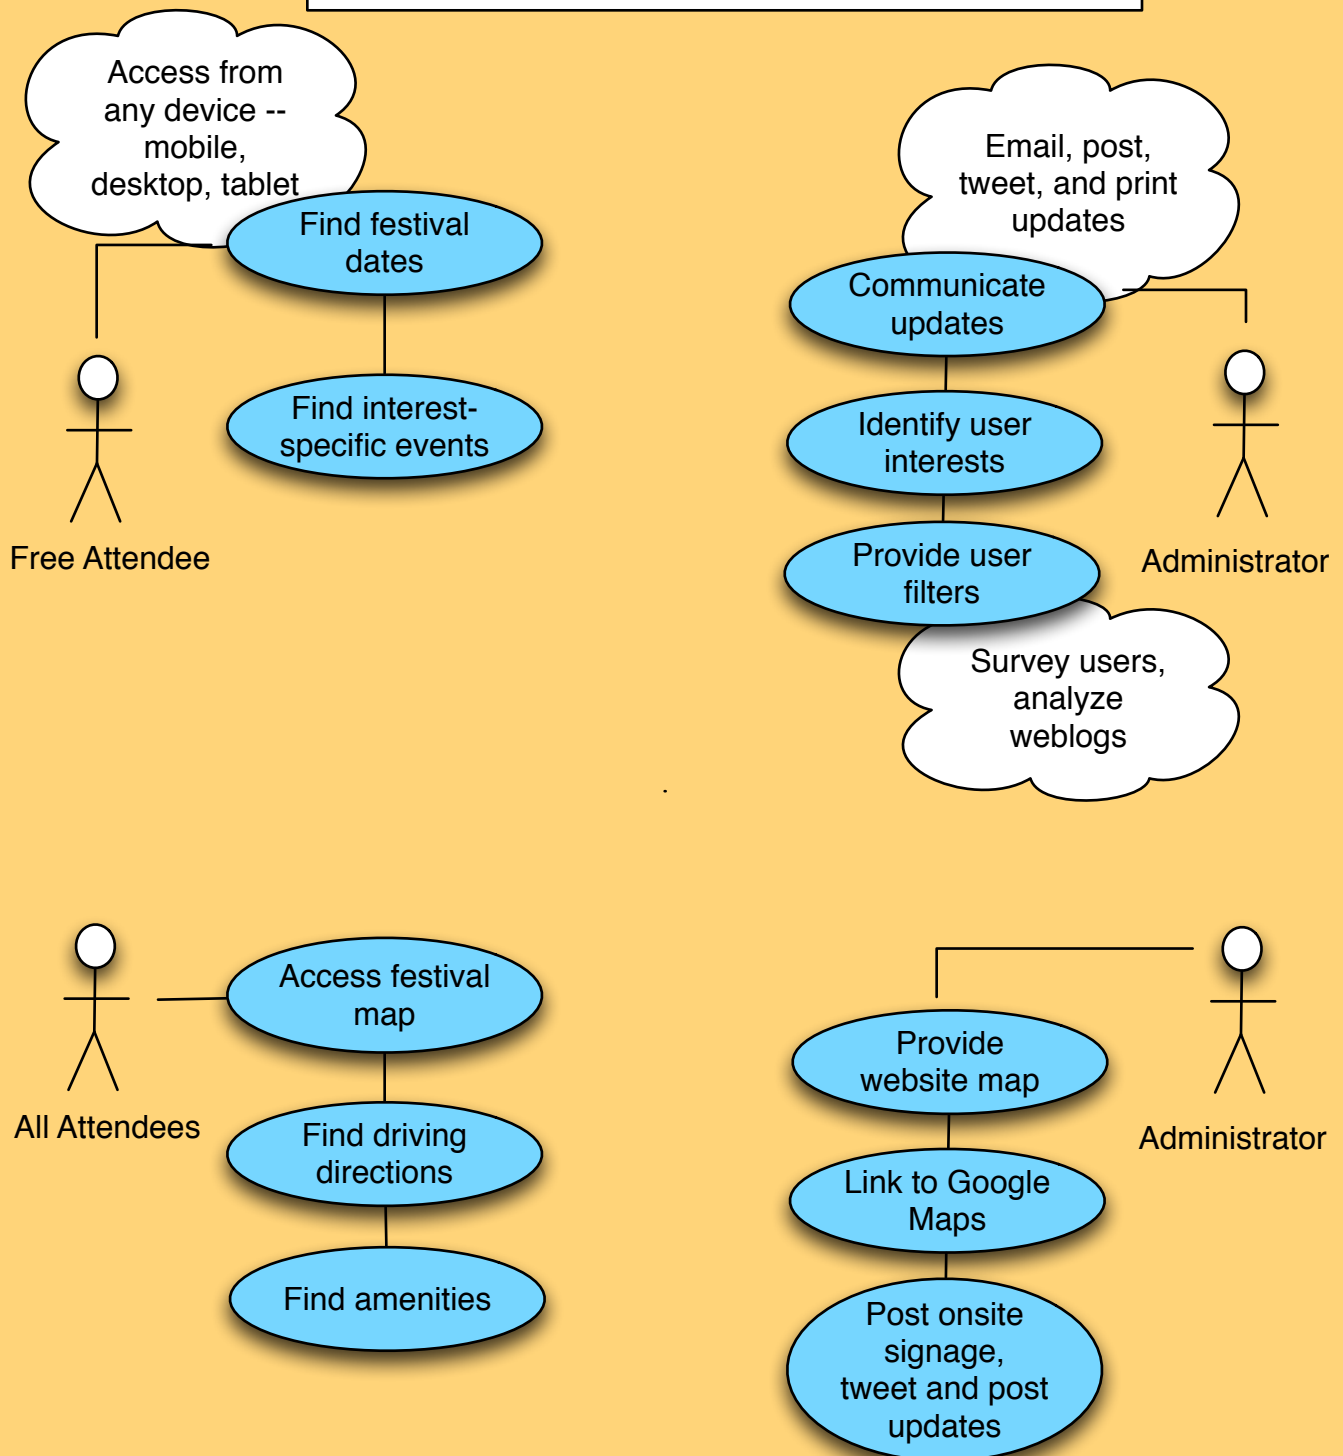 Access from
any device --
mobile,
desktop, tablet
Find festival
dates
Find interest-
specific events
Free Attendee
Email, post,
tweet, and print
updates
Communicate
updates
Identify user
interests
Provide user
filters
Administrator
Survey users,
analyze
weblogs
.
All Attendees
Access festival
map
Find driving
directions
Find amenities
Provide
website map
Link to Google
Maps
Post onsite
signage,
tweet and post
updates
Administrator